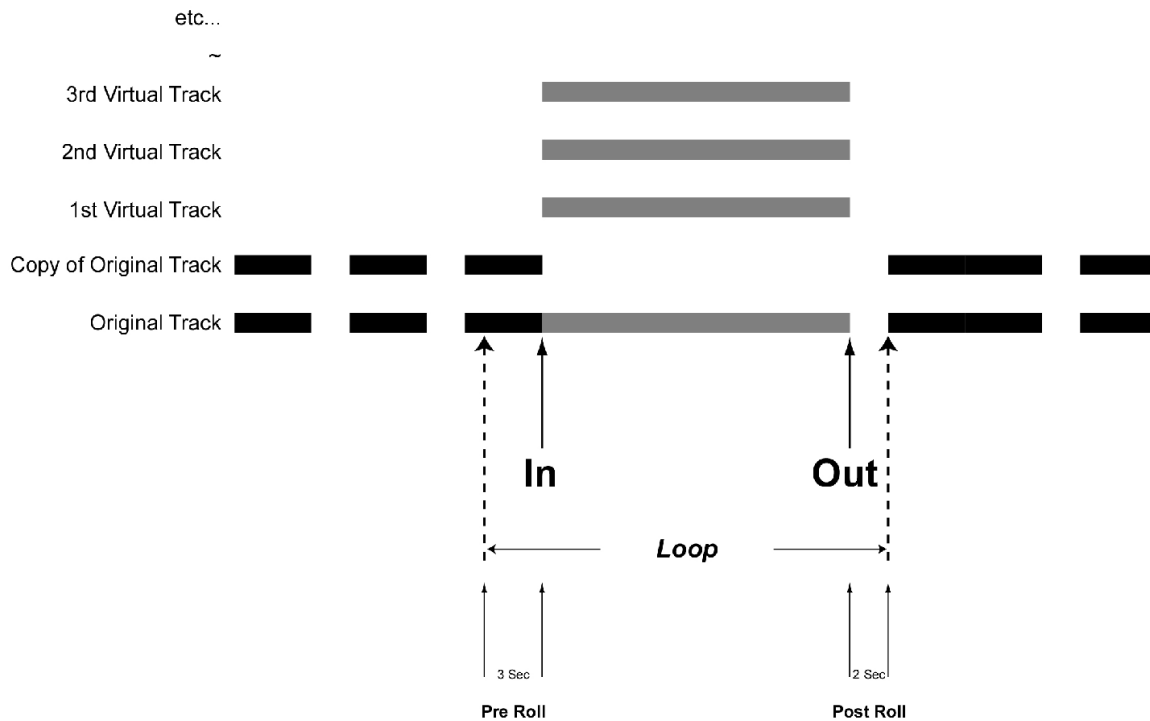 etc...
~
3rd Virtual Track
2nd Virtual Track
1st Virtual Track
Copy of Original Track
Original Track
In
Out
Loop
3 Sec
2 Sec
Pre Roll
Post Roll